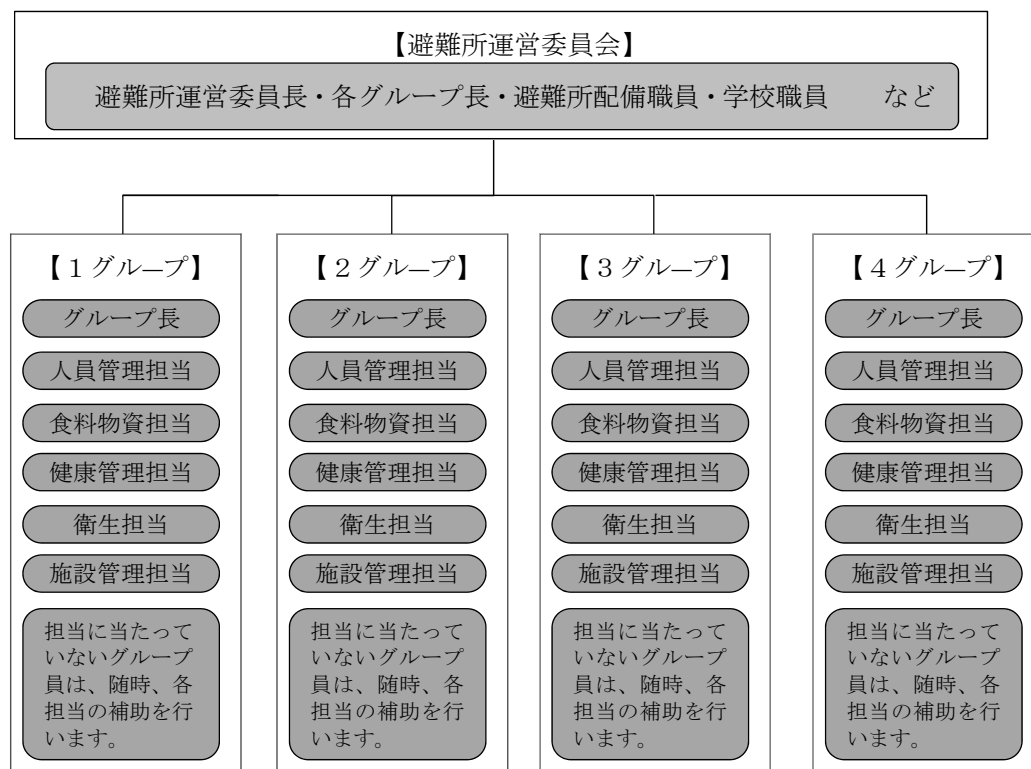 【避難所運営委員会】
避難所運営委員長・各グループ長・避難所配備職員・学校職員　　など
【１グループ】
グループ長
人員管理担当
食料物資担当
健康管理担当
衛生担当
施設管理担当
担当に当たって
いないグループ
員は、随時、各
担当の補助を行
います。
【２グループ】
グループ長
人員管理担当
食料物資担当
健康管理担当
衛生担当
施設管理担当
担当に当たって
いないグループ
員は、随時、各
担当の補助を行
います。
【３グループ】
グループ長
人員管理担当
食料物資担当
健康管理担当
衛生担当
施設管理担当
担当に当たって
いないグループ
員は、随時、各
担当の補助を行
います。
【４グループ】
グループ長
人員管理担当
食料物資担当
健康管理担当
衛生担当
施設管理担当
担当に当たって
いないグループ
員は、随時、各
担当の補助を行
います。